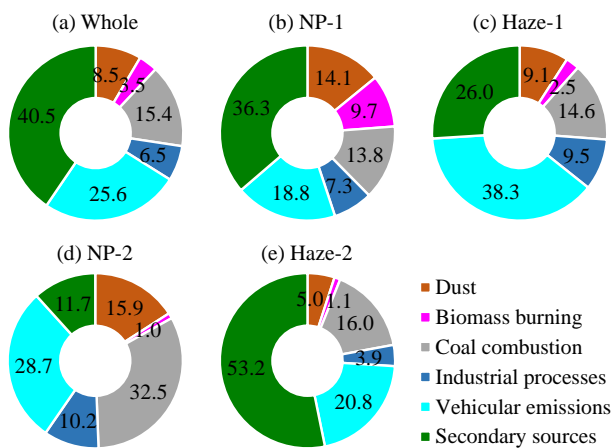 (a) Whole
(b) NP-1
(c) Haze-1
8.5
3.5
15.4
6.5
25.6
40.5
14.1
9.7
13.8
7.3
18.8
36.3
9.1
2.5
14.6
9.5
38.3
26.0
(d) NP-2
(e) Haze-2
15.9
1.0
32.5
10.2
28.7
11.7
5.0
1.1
16.0
3.9
20.8
53.2
Dust
Biomass burning
Coal combustion
Industrial processes
Vehicular emissions
Secondary sources